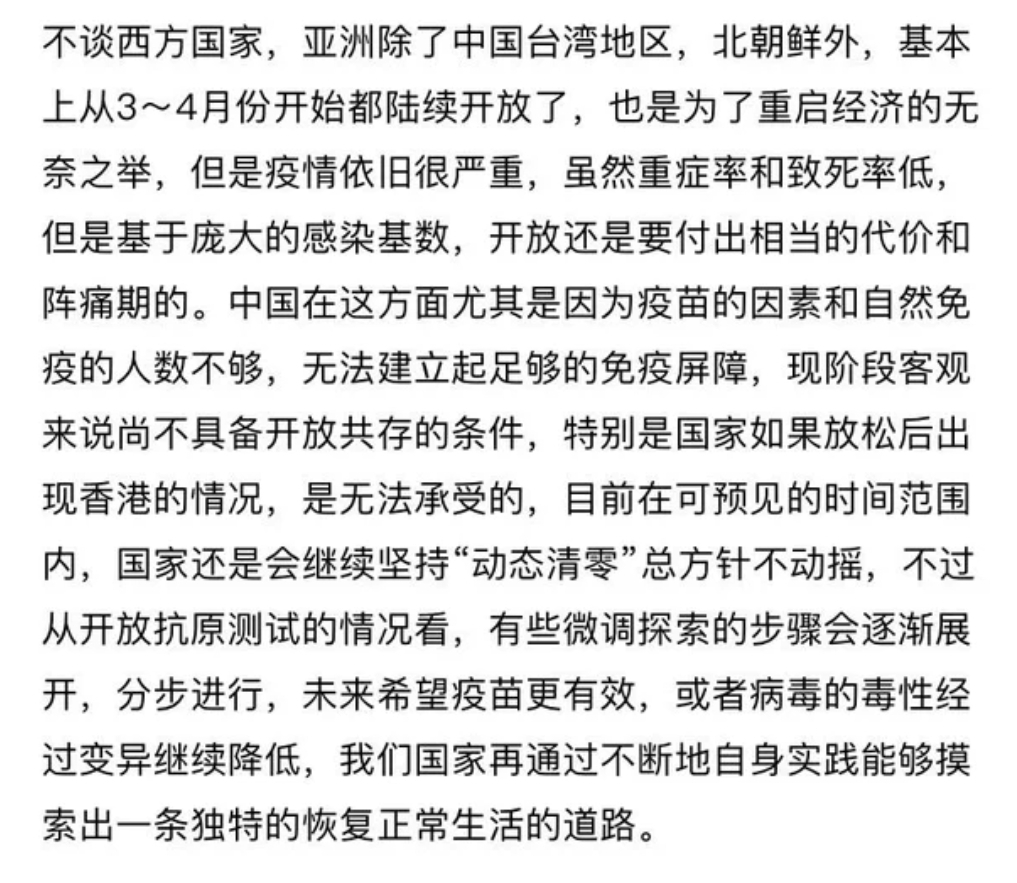 不谈西方国家，亚洲除了中国台湾地区，北朝鲜外，基本
上从3～4月份开始都陆续开放了，也是为了重启经济的无
奈之举，但是疫情依旧很严重，虽然重症率和致死率低，
但是基于庞大的感染基数，开放还是要付出相当的代价和
阵痛期的。中国在这方面尤其是因为疫苗的因素和自然免
疫的人数不够，无法建立起足够的免疫屏障，现阶段客观
来说尚不具备开放共存的条件，特别是国家如果放松后出
现香港的情况，是无法承受的，目前在可预见的时间范围
内，国家还是会继续坚持“动态清零”总方针不动摇，不过
从开放抗原测试的情况看，有些微调探索的步骤会逐渐展
开，分步进行，未来希望疫苗更有效，或者病毒的毒性经
过变异继续降低，我们国家再通过不断地自身实践能够摸
索出一条独特的恢复正常生活的道路。